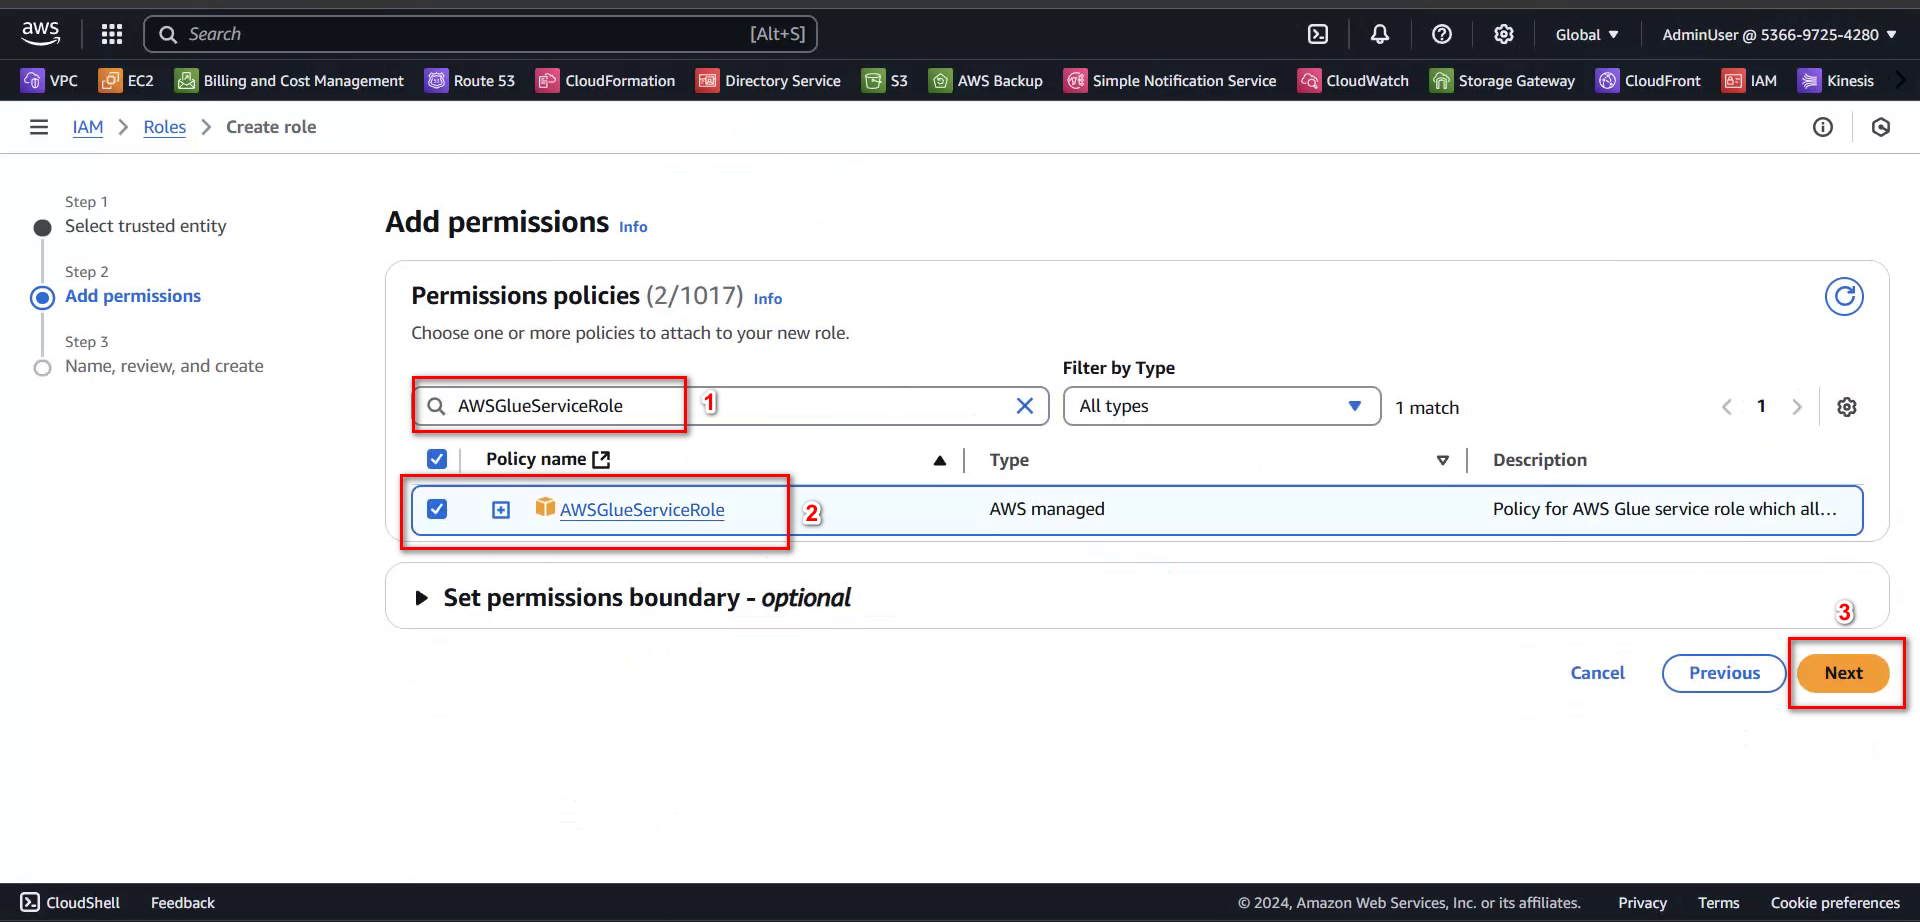 aws
Search [Alt+S] Global AdminUser @ 5366-9725-4280
VPC EC2 Billing and Cost Management Route 53 CloudFormation Directory Service S3 AWS Backup Simple Notification Service CloudWatch Storage Gateway CloudFront IAM Kinesis
IAM Roles Create role
Step 1
Select trusted entity
Step 2
Add permissions
Step 3
Name, review, and create
Add permissions Info
Permissions policies (2/1017) Info
Choose one or more policies to attach to your new role.
Filter by Type
AWSGlueServiceRole 1 All types 1 match 1
Policy name Type Description
AWSGlueServiceRole 2 AWS managed Policy for AWS Glue service role which all...
Set permissions boundary - optional
3
Cancel Previous Next
CloudShell Feedback © 2024, Amazon Web Services, Inc. or its affiliates. Privacy Terms Cookie preferences